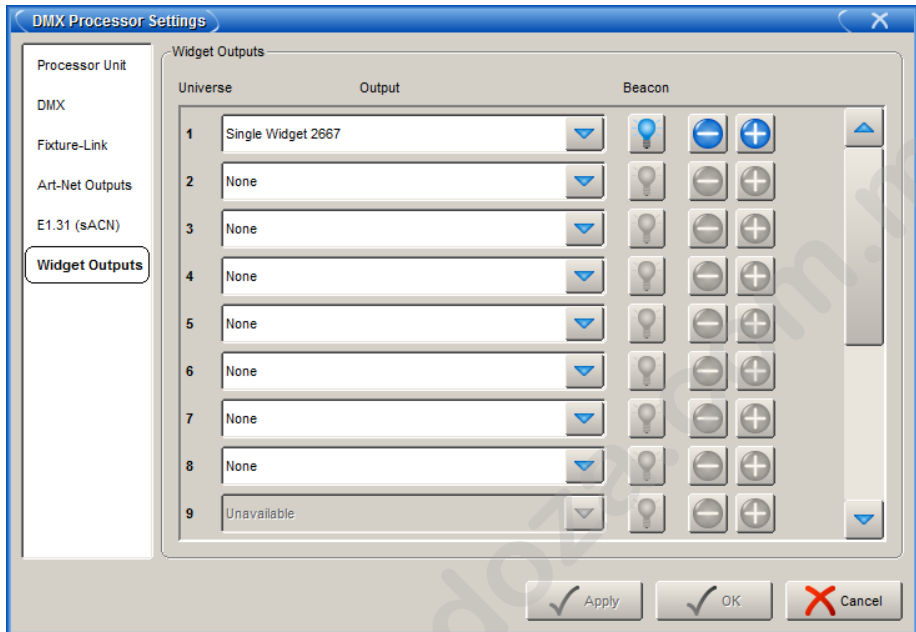 DMX Processor Settings
Processor Unit
DMX
Fixture-Link
Art-Net Outputs
E1.31 (sACN)
Widget Outputs
Widget Outputs
Universe Output Beacon
1 Single Widget 2667
2 None
3 None
4 None
5 None
6 None
7 None
8 None
9 Unavailable
Apply OK Cancel